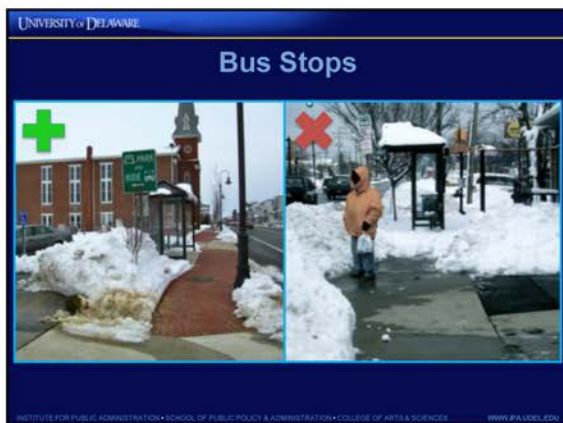 UNIVERSITY OF DELAWARE
Bus Stops
PARK
RIDE
INSTITUTE FOR PUBLIC ADMINISTRATION • SCHOOL OF PUBLIC POLICY & ADMINISTRATION • COLLEGE OF ARTS & SCIENCES WWW.IPA.UDEL.EDU